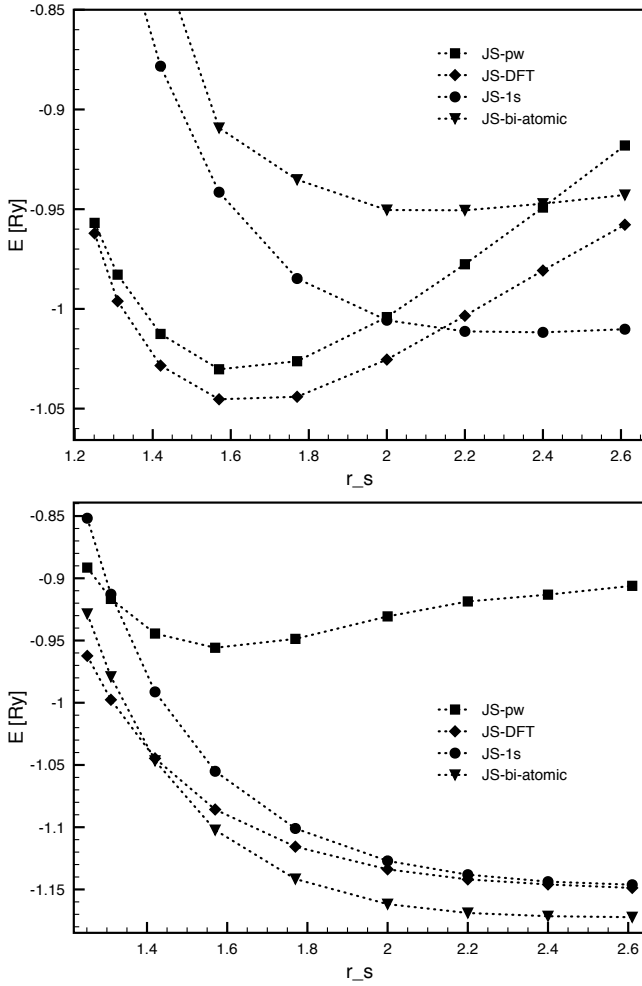 -0.85
-0.9
-0.95
-1
-1.05
E [Ry]
JS-pw
JS-DFT
JS-1s
JS-bi-atomic
1.2 1.4 1.6 1.8 2 2.2 2.4 2.6
r_s
-0.85
-0.9
-0.95
-1
-1.05
-1.1
-1.15
E [Ry]
JS-pw
JS-DFT
JS-1s
JS-bi-atomic
1.4 1.6 1.8 2 2.2 2.4 2.6
r_s